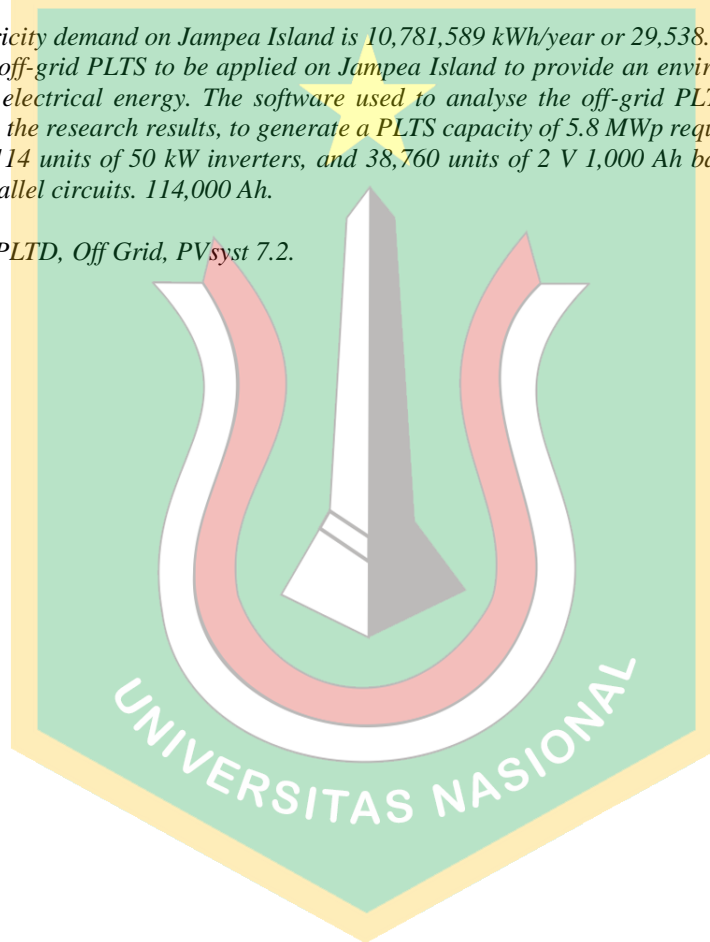 ricity demand on Jampea Island is 10,781,589 kWh/year or 29,538.
off-grid PLTS to be applied on Jampea Island to provide an envir
electrical energy. The software used to analyse the off-grid PLT
the research results, to generate a PLTS capacity of 5.8 MWp requ
114 units of 50 kW inverters, and 38,760 units of 2 V 1,000 Ah ba
allel circuits. 114,000 Ah.
PLTD, Off Grid, PVsyst 7.2.
UNIVERSITAS NASIONAL